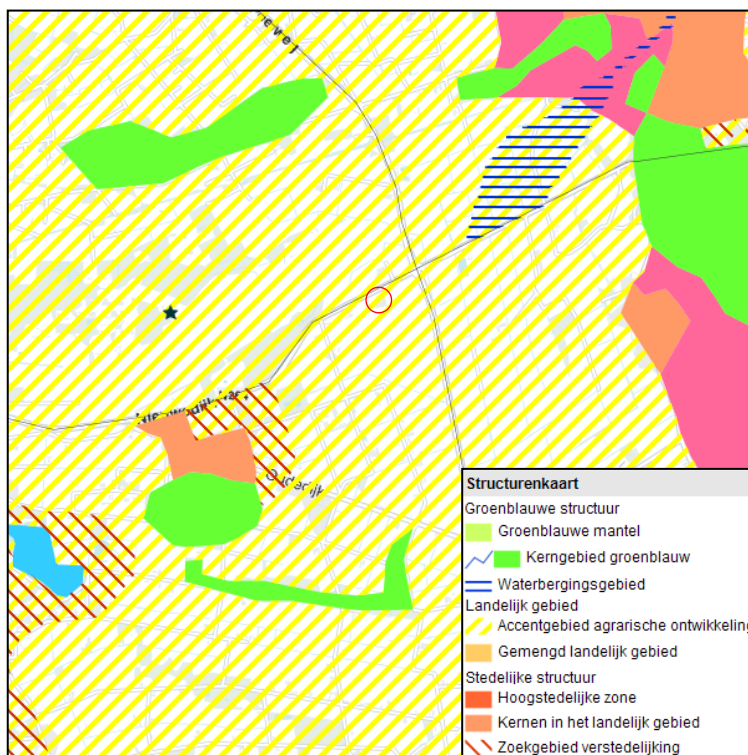 Oudedijk
Structurenkaart
Groenblauwe structuur
Groenblauwe mantel
Kerngebied groenblauw
Waterbergingsgebied
Landelijk gebied
Accentgebied agrarische ontwikkeling
Gemengd landelijk gebied
Stedelijke structuur
Hoogstedelijke zone
Kernen in het landelijk gebied
Zoekgebied verstedelijking